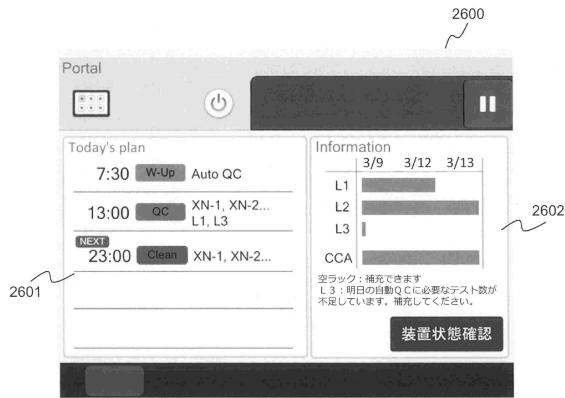 2600
Portal
Today's plan
7:30 W-Up Auto QC
13:00 QC XN-1, XN-2...
L1, L3
NEXT
23:00 Clean XN-1, XN-2...
2601
Information
3/9 3/12 3/13
L1
L2
L3
CCA
2602
空ラック：補充できます
L3：明日の自動QCに必要なテスト数が
不足しています。補充してください。
装置状態確認